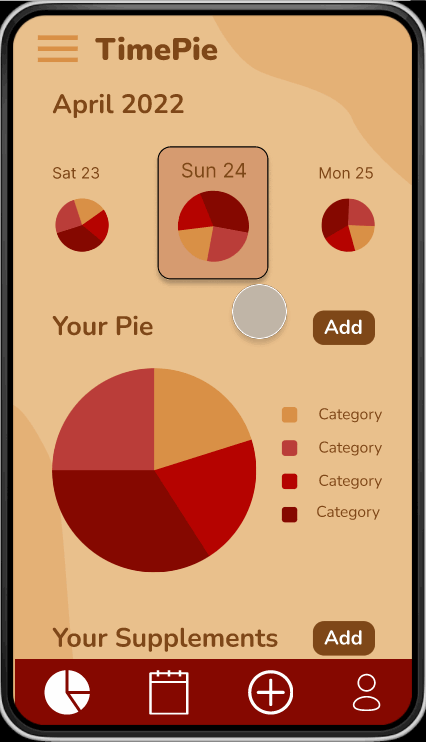 TimePie
April 2022
Sat 23
Sun 24
Mon 25
Your Pie
Add
Category
Category
Category
Category
Your Supplements
Add